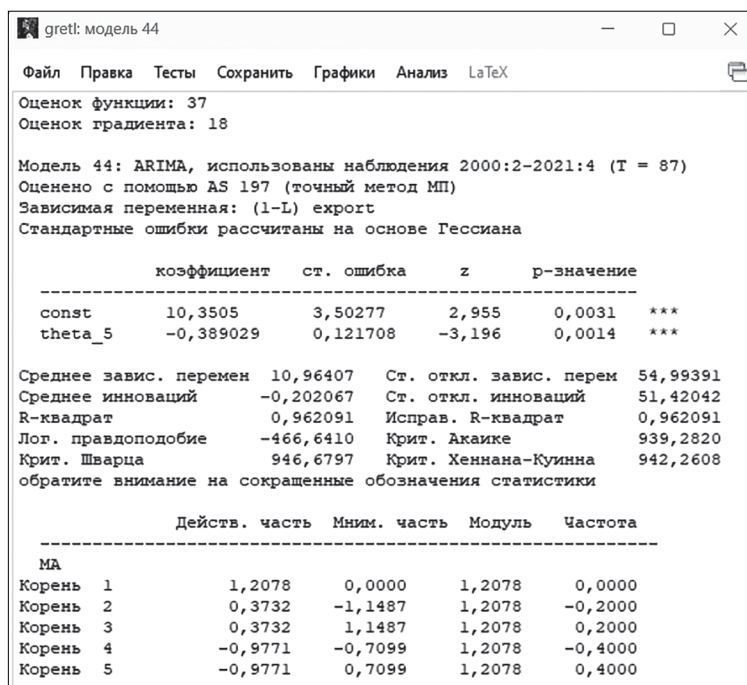 gretl: модель 44
Файл Правка Тесты Сохранить Графики Анализ LaTeX
Оценок функции: 37
Оценок градиента: 18
Модель 44: ARIMA, использованы наблюдения 2000:2-2021:4 (T = 87)
Оценено с помощью AS 197 (точный метод МП)
Зависимая переменная: (1-L) export
Стандартные ошибки рассчитаны на основе Гессиана
коэффициент ст. ошибка z p-значение
const 10,3505 3,50277 2,955 0,0031 ***
theta_5 -0,389029 0,121708 -3,196 0,0014 ***
Среднее завис. перемен 10,96407 Ст. откл. завис. перем 54,99391
Среднее инноваций -0,202067 Ст. откл. инноваций 51,42042
R-квадрат 0,962091 Исправ. R-квадрат 0,962091
Лог. правдоподобие -466,6410 Крит. Акаике 939,2820
Крит. Шварца 946,6797 Крит. Хеннана-Куинна 942,2608
обратите внимание на сокращенные обозначения статистики
Действ. часть Мним. часть Модуль Частота
MA
Корень 1 1,2078 0,0000 1,2078 0,0000
Корень 2 0,3732 -1,1487 1,2078 -0,2000
Корень 3 0,3732 1,1487 1,2078 0,2000
Корень 4 -0,9771 -0,7099 1,2078 -0,4000
Корень 5 -0,9771 0,7099 1,2078 0,4000